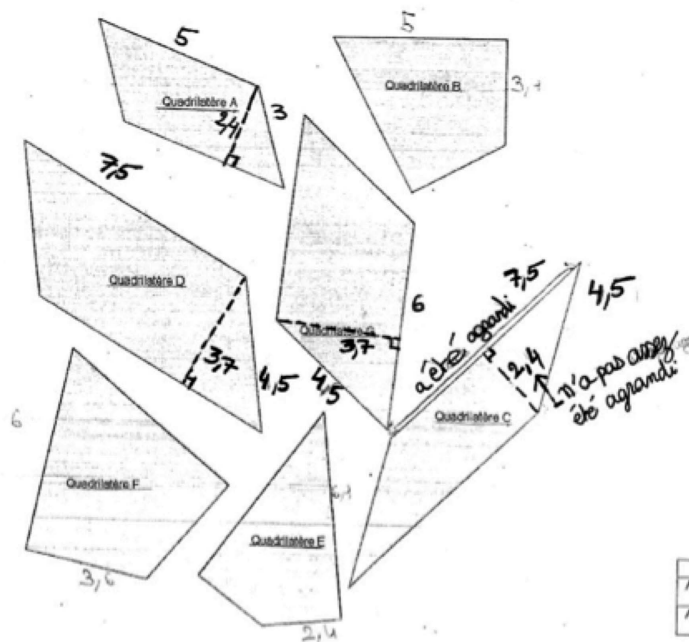 5
Quadrilatère A
2,4
3
5
Quadrilatère B
3,1
7,5
Quadrilatère D
3,7
4,5
6
3,7
4,5
a été agrandi
7,5
4,5
2,4
n'a pas assez
été agrandi
Quadrilatère C
6
Quadrilatère F
3,6
6,1
Quadrilatère E
2,4